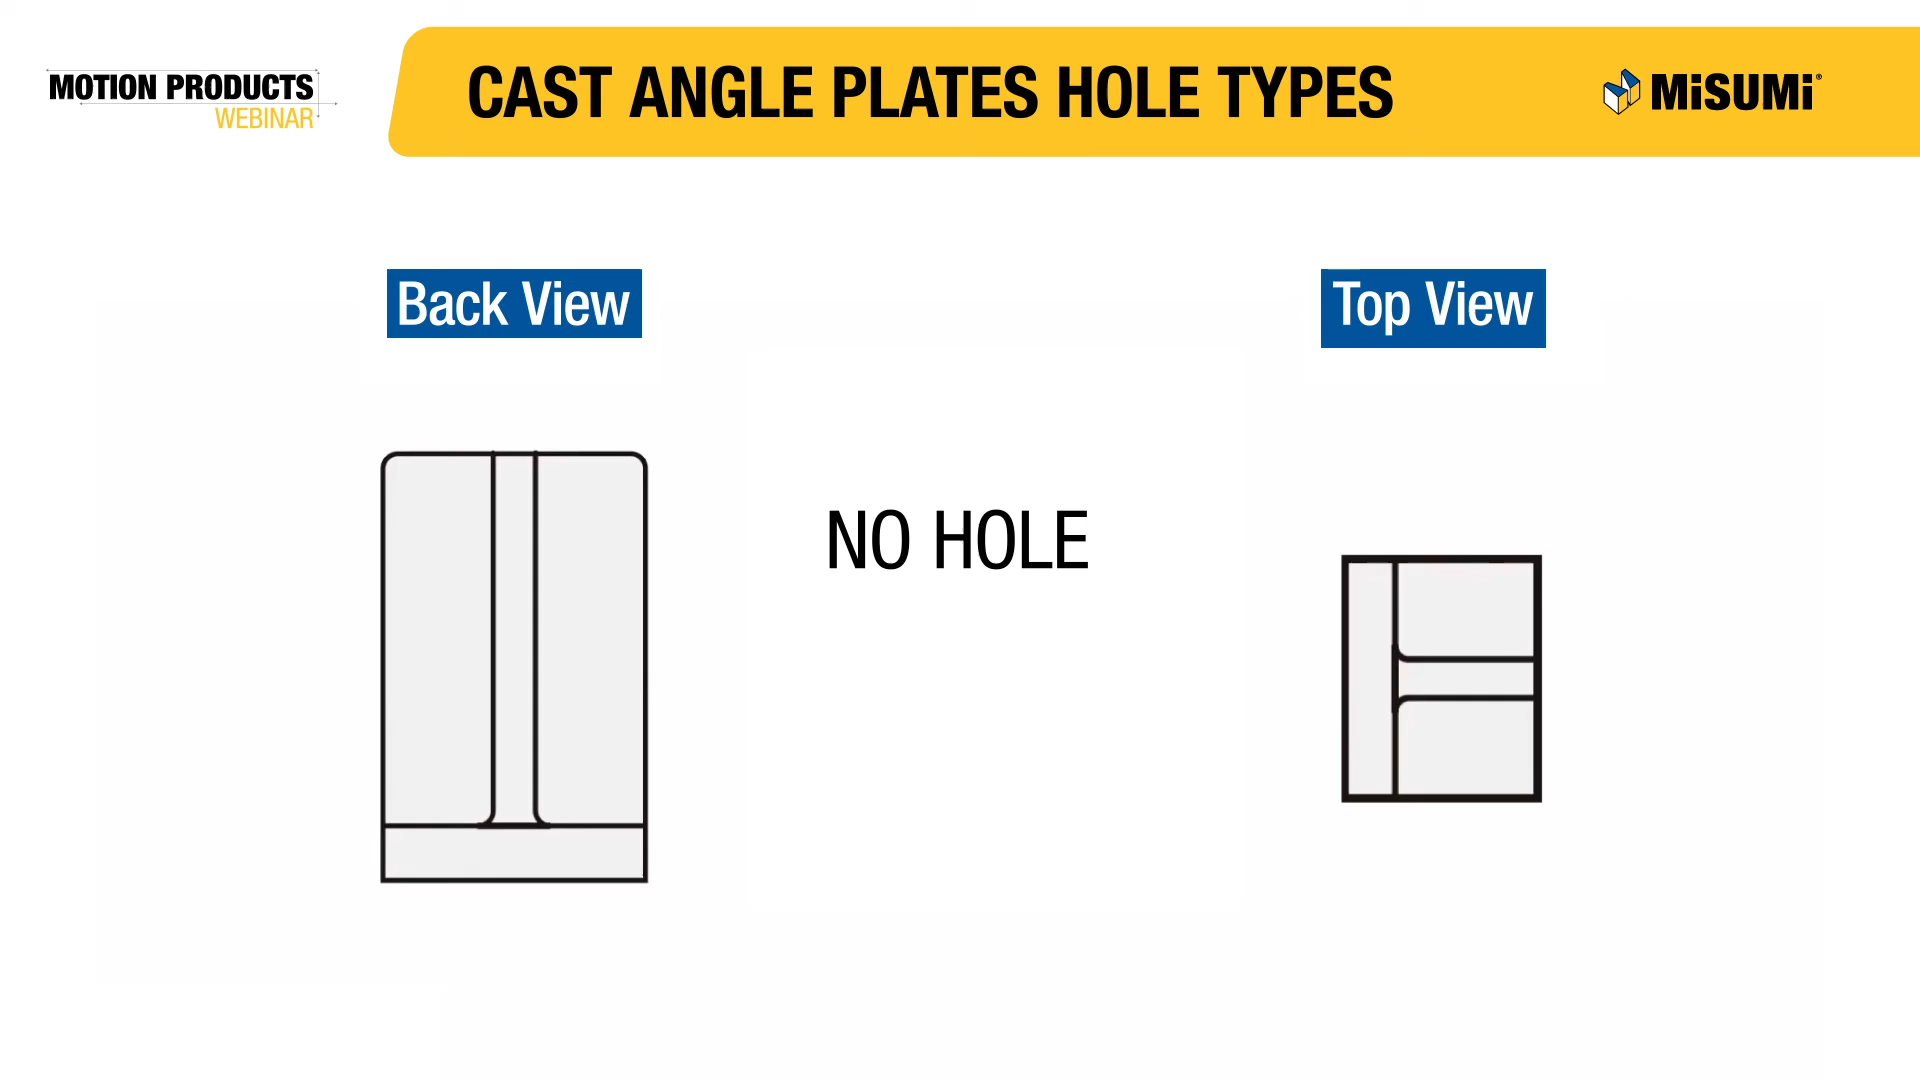 MOTION PRODUCTS
WEBINAR
CAST ANGLE PLATES HOLE TYPES
MiSUMi®
Back View
Top View
NO HOLE